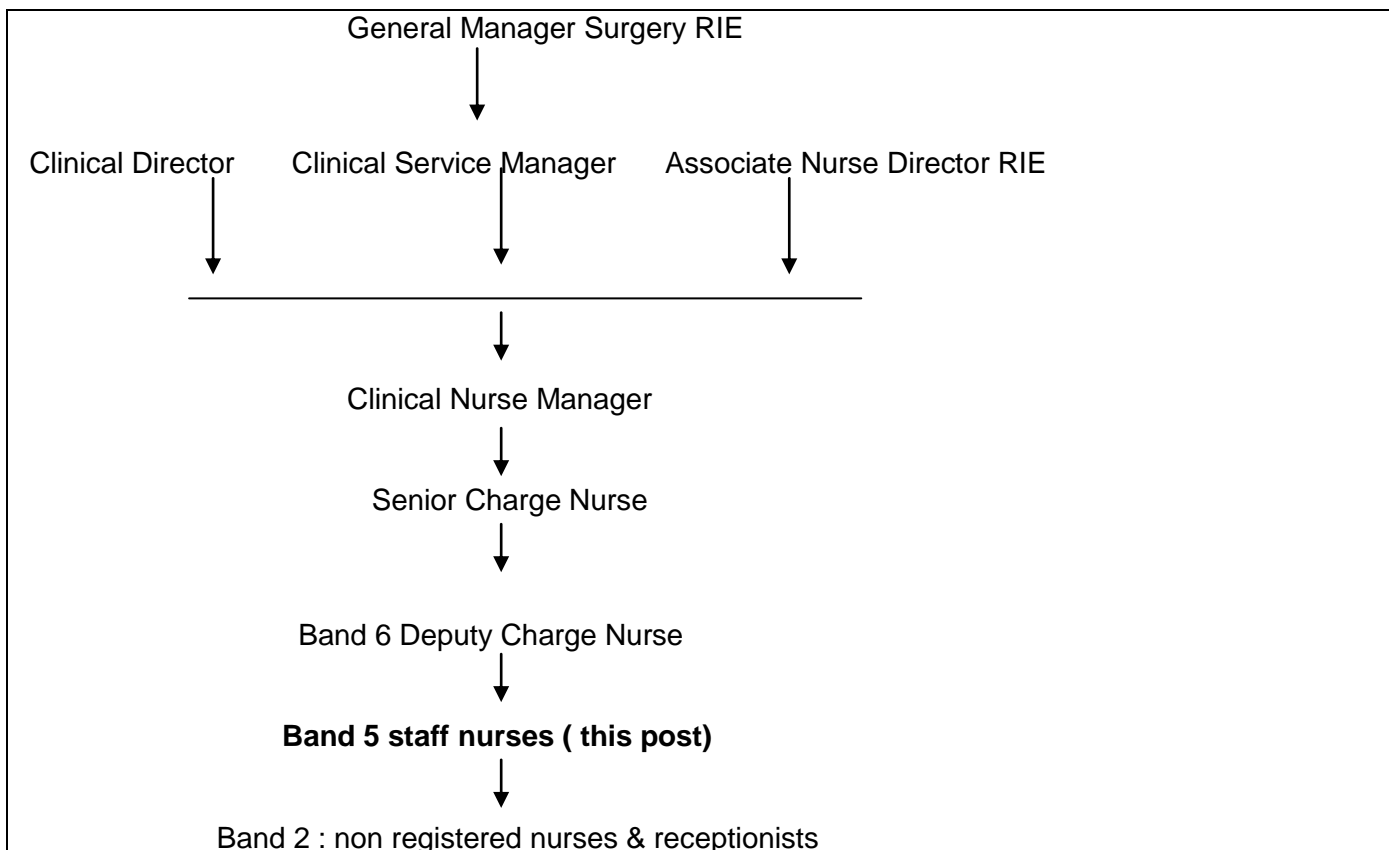 General Manager Surgery RIE
Clinical Director Clinical Service Manager Associate Nurse Director RIE
Clinical Nurse Manager
Senior Charge Nurse
Band 6 Deputy Charge Nurse
Band 5 staff nurses ( this post)
Band 2 : non registered nurses & receptionists